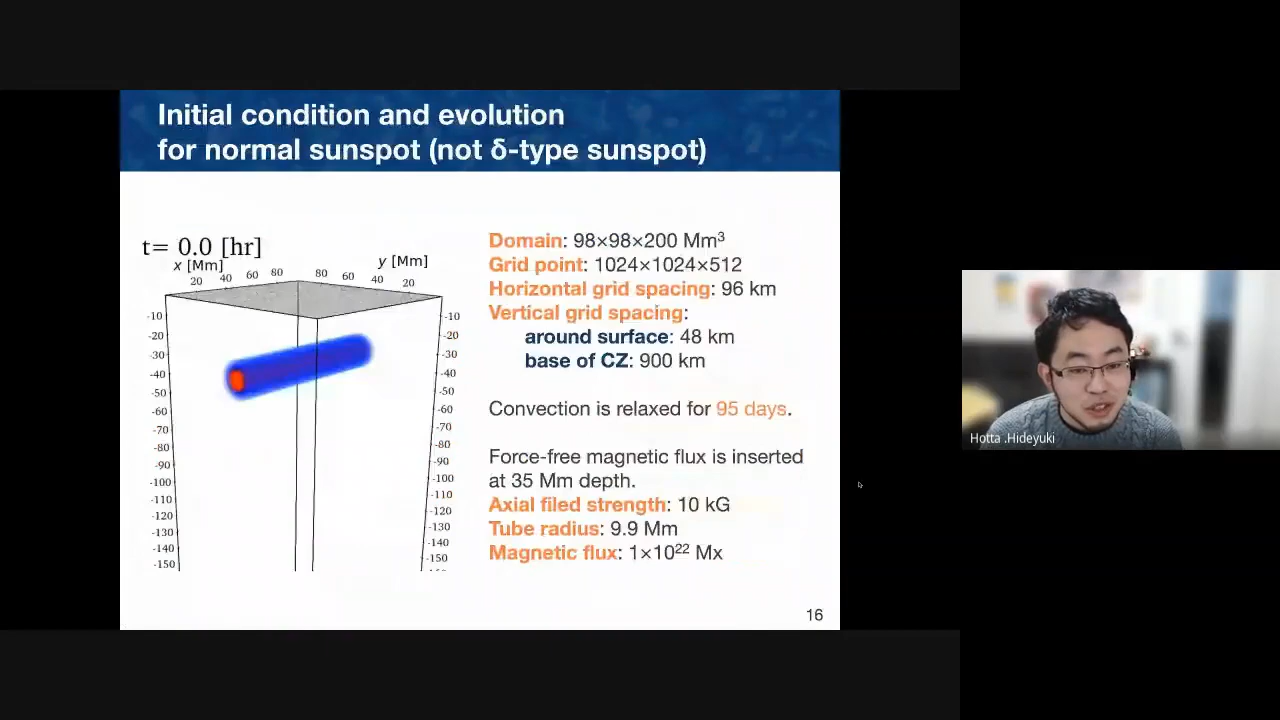 Initial condition and evolution
for normal sunspot (not δ-type sunspot)
t= 0.0 [hr]
x [Mm]
y [Mm]
20 40 60 80
80 60 40 20
-10
-20
-30
-40
-50
-60
-70
-80
-90
-100
-110
-120
-130
-140
-150
-10
-20
-30
-40
-50
-60
-70
-80
-90
-100
-110
-120
-130
-140
-150
Domain: 98×98×200 Mm³
Grid point: 1024×1024×512
Horizontal grid spacing: 96 km
Vertical grid spacing:
around surface: 48 km
base of CZ: 900 km
Convection is relaxed for 95 days.
Force-free magnetic flux is inserted
at 35 Mm depth.
Axial filed strength: 10 kG
Tube radius: 9.9 Mm
Magnetic flux: 1×10²² Mx
16
Hotta .Hideyuki